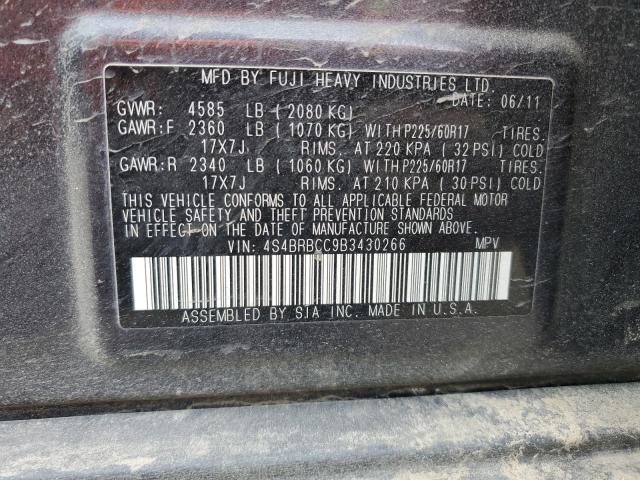 MFD BY FUJI HEAVY INDUSTRIES LTD.
DATE: 06/11
GVWR: 4585 LB ( 2080 KG)
GAWR:F 2360 LB ( 1070 KG) WITH P225/60R17 TIRES.
17X7J RIMS. AT 220 KPA ( 32 PSI) COLD
GAWR:R 2340 LB ( 1060 KG) WITH P225/60R17 TIRES.
17X7J RIMS. AT 210 KPA ( 30 PSI) COLD
THIS VEHICLE CONFORMS TO ALL APPLICABLE FEDERAL MOTOR
VEHICLE SAFETY AND THEFT PREVENTION STANDARDS
IN EFFECT ON THE DATE OF MANUFACTURE SHOWN ABOVE.
VIN: 4S4BRBCC9B3430266 MPV
ASSEMBLED BY SIA INC. MADE IN U.S.A.